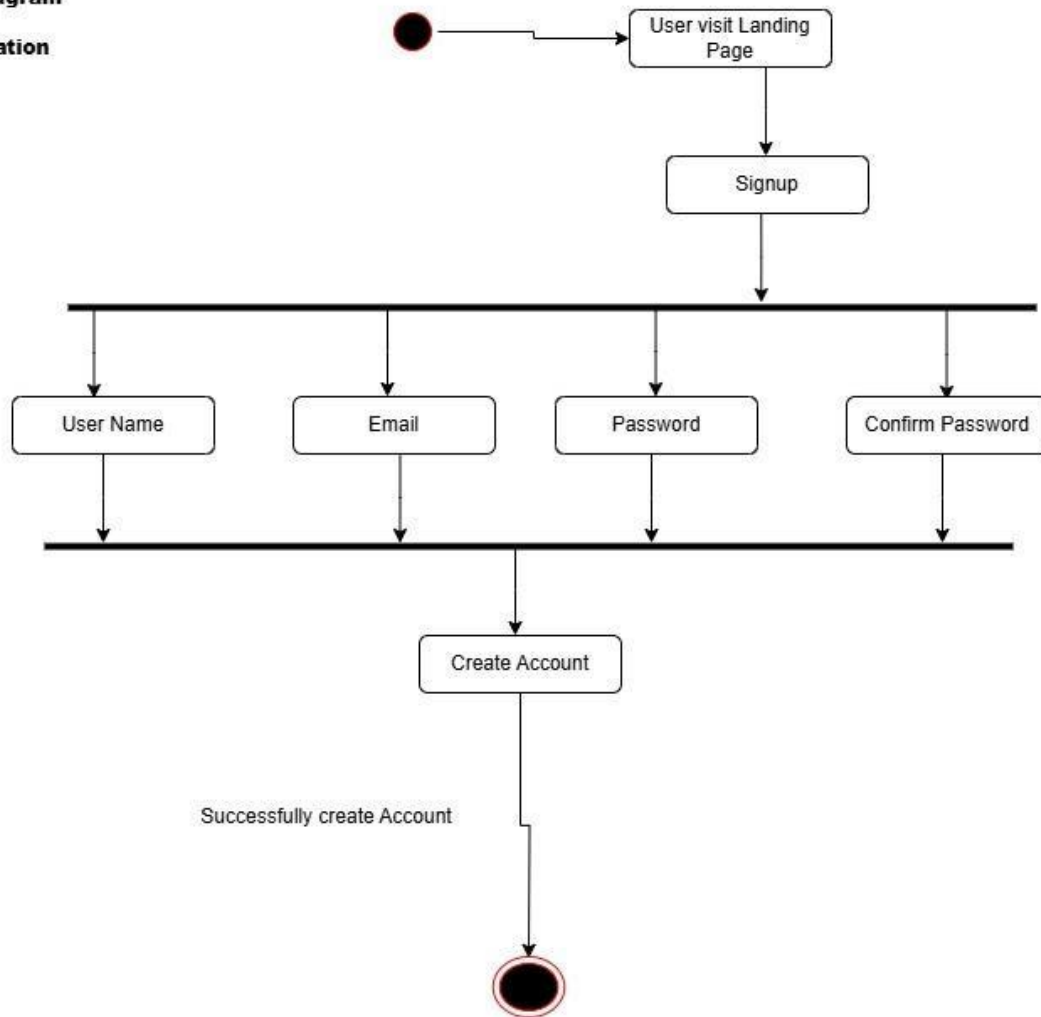 User visit Landing
Page
Signup
User Name
Email
Password
Confirm Password
Create Account
Successfully create Account